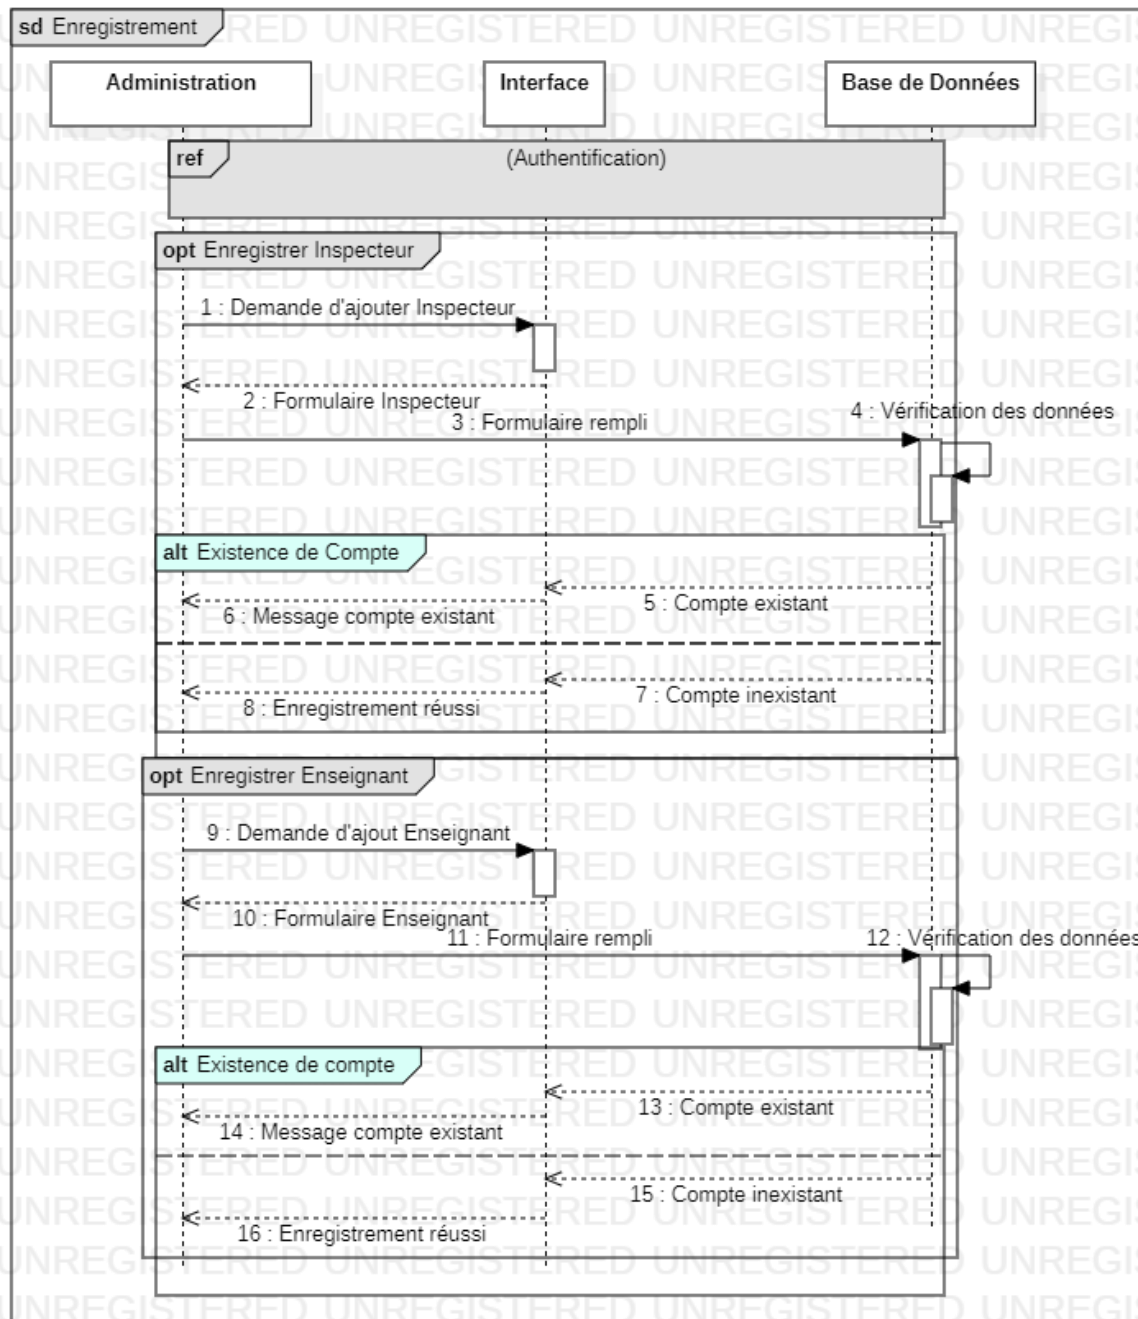 sd Enregistrement
Administration
Interface
Base de Données
ref
(Authentification)
opt Enregistrer Inspecteur
1 : Demande d'ajouter Inspecteur
2 : Formulaire Inspecteur
3 : Formulaire rempli
4 : Vérification des données
alt Existence de Compte
5 : Compte existant
6 : Message compte existant
7 : Compte inexistant
8 : Enregistrement réussi
opt Enregistrer Enseignant
9 : Demande d'ajout Enseignant
10 : Formulaire Enseignant
11 : Formulaire rempli
12 : Vérification des données
alt Existence de compte
13 : Compte existant
14 : Message compte existant
15 : Compte inexistant
16 : Enregistrement réussi
UNREGISTERED